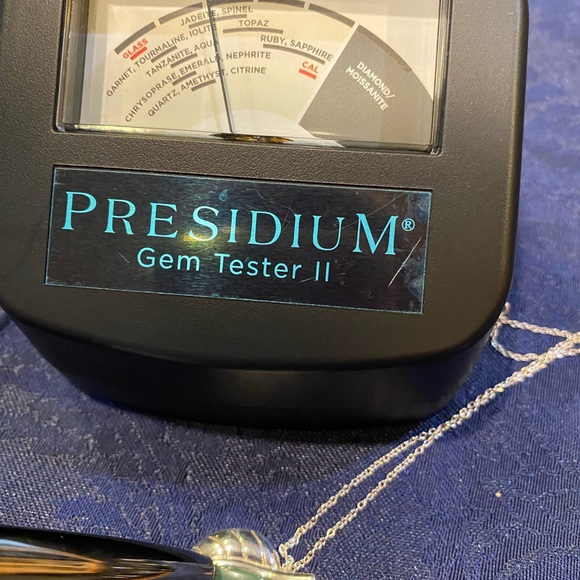 JADEITE, SPINEL
GLASS
TOPAZ
GARNET, TOURMALINE, IOLITE
RUBY, SAPPHIRE
TANZANITE, AQUA
CHRYSOPRASE, EMERALD, NEPHRITE
CAL
QUARTZ, AMETHYST, CITRINE
DIAMOND/
MOISSANITE
PRESIDIUM®
Gem Tester II